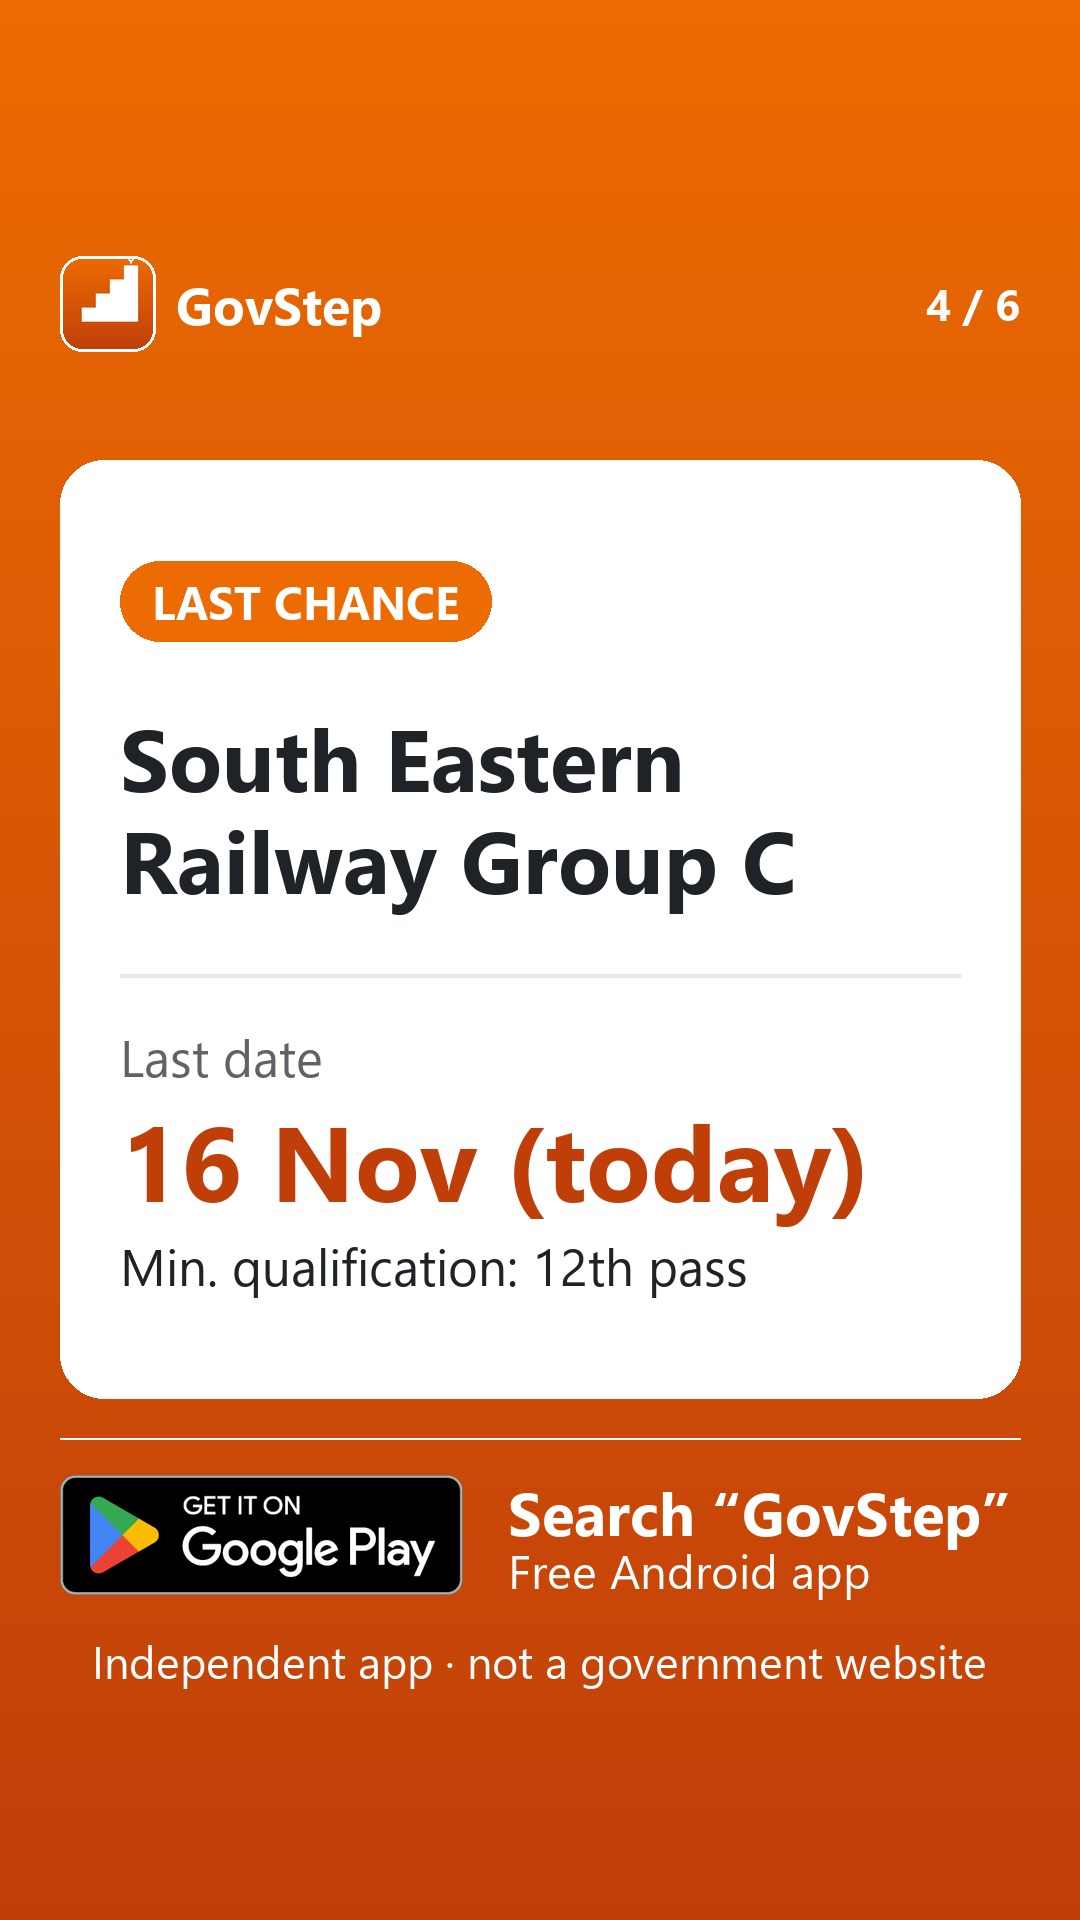 GovStep
4 / 6
LAST CHANCE
South Eastern
Railway Group C
Last date
16 Nov (today)
Min. qualification: 12th pass
GET IT ON
Google Play
Search “GovStep”
Free Android app
Independent app · not a government website